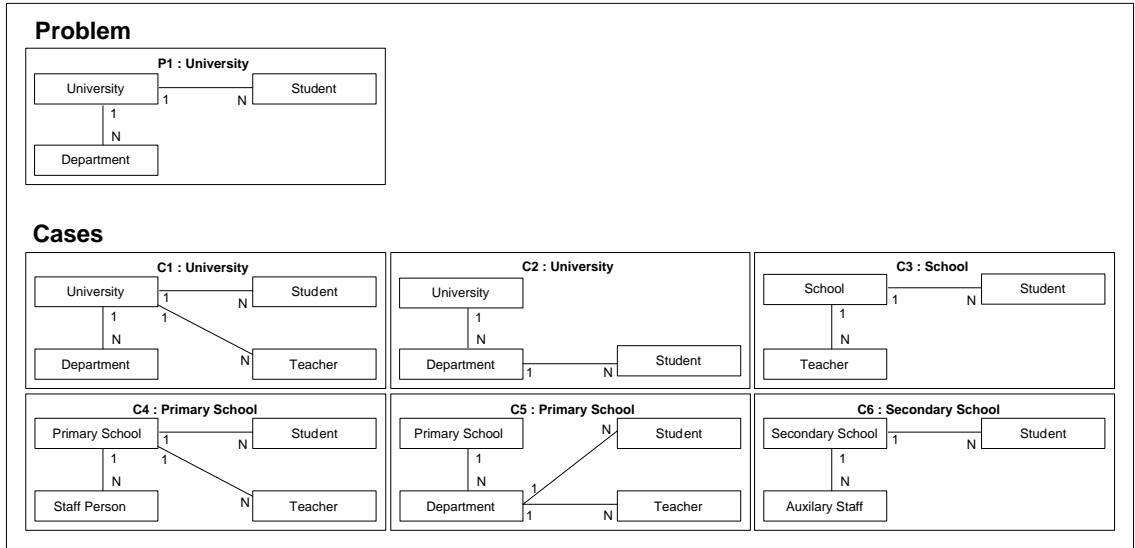 Problem
P1 : University
University
1
N
Student
1
N
Department
Cases
C1 : University
University
1
N
Student
1
1
N
Department
N
Teacher
C2 : University
University
1
N
Department
1
N
Student
C3 : School
School
1
N
Student
1
N
Teacher
C4 : Primary School
Primary School
1
N
Student
1
1
N
Staff Person
N
Teacher
C5 : Primary School
Primary School
N
Student
1
N
1
Department
1
N
Teacher
C6 : Secondary School
Secondary School
1
N
Student
1
N
Auxilary Staff